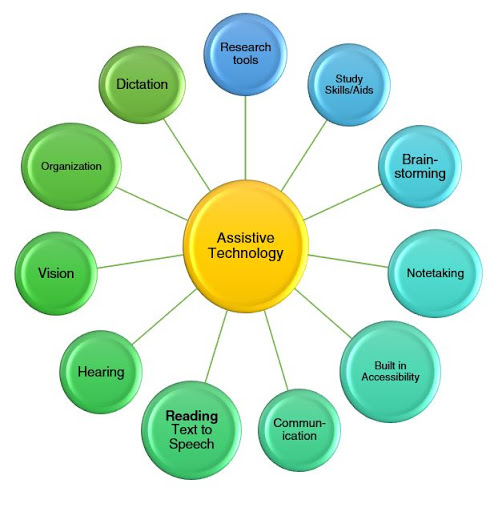 Research
tools
Study
Skills/Aids
Brain-
storming
Notetaking
Built in
Accessibility
Commun-
ication
Reading
Text to
Speech
Hearing
Vision
Organization
Dictation
Assistive
Technology